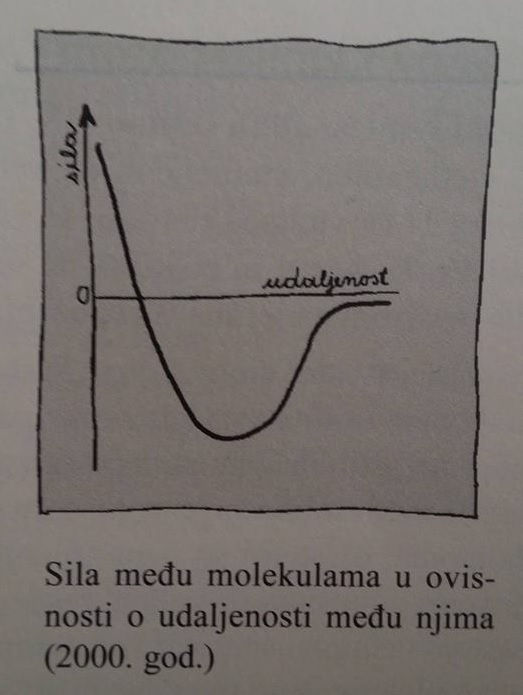 sila
udaljenost
0
Sila među molekulama u ovis-
nosti o udaljenosti među njima
(2000. god.)